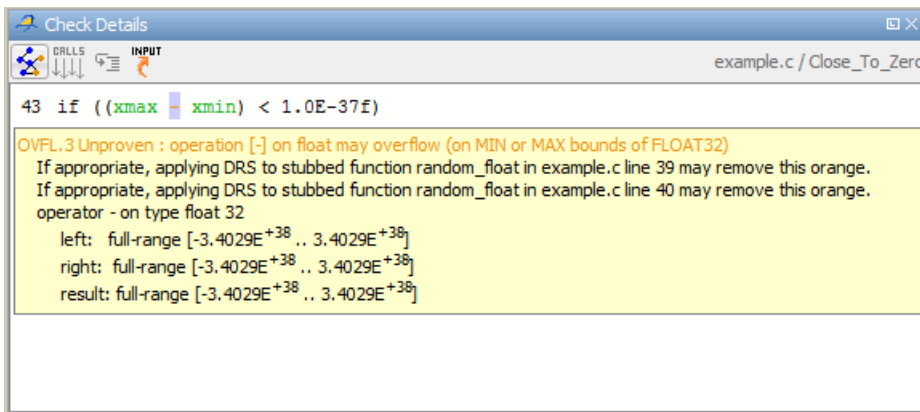 Check Details
CALLS
INPUT
example.c / Close_To_Zero
43 if ((xmax - xmin) < 1.0E-37f)
OVFL.3 Unproven : operation [-] on float may overflow (on MIN or MAX bounds of FLOAT32)
If appropriate, applying DRS to stubbed function random_float in example.c line 39 may remove this orange.
If appropriate, applying DRS to stubbed function random_float in example.c line 40 may remove this orange.
operator - on type float 32
left: full-range [-3.4029E+38 .. 3.4029E+38]
right: full-range [-3.4029E+38 .. 3.4029E+38]
result: full-range [-3.4029E+38 .. 3.4029E+38]